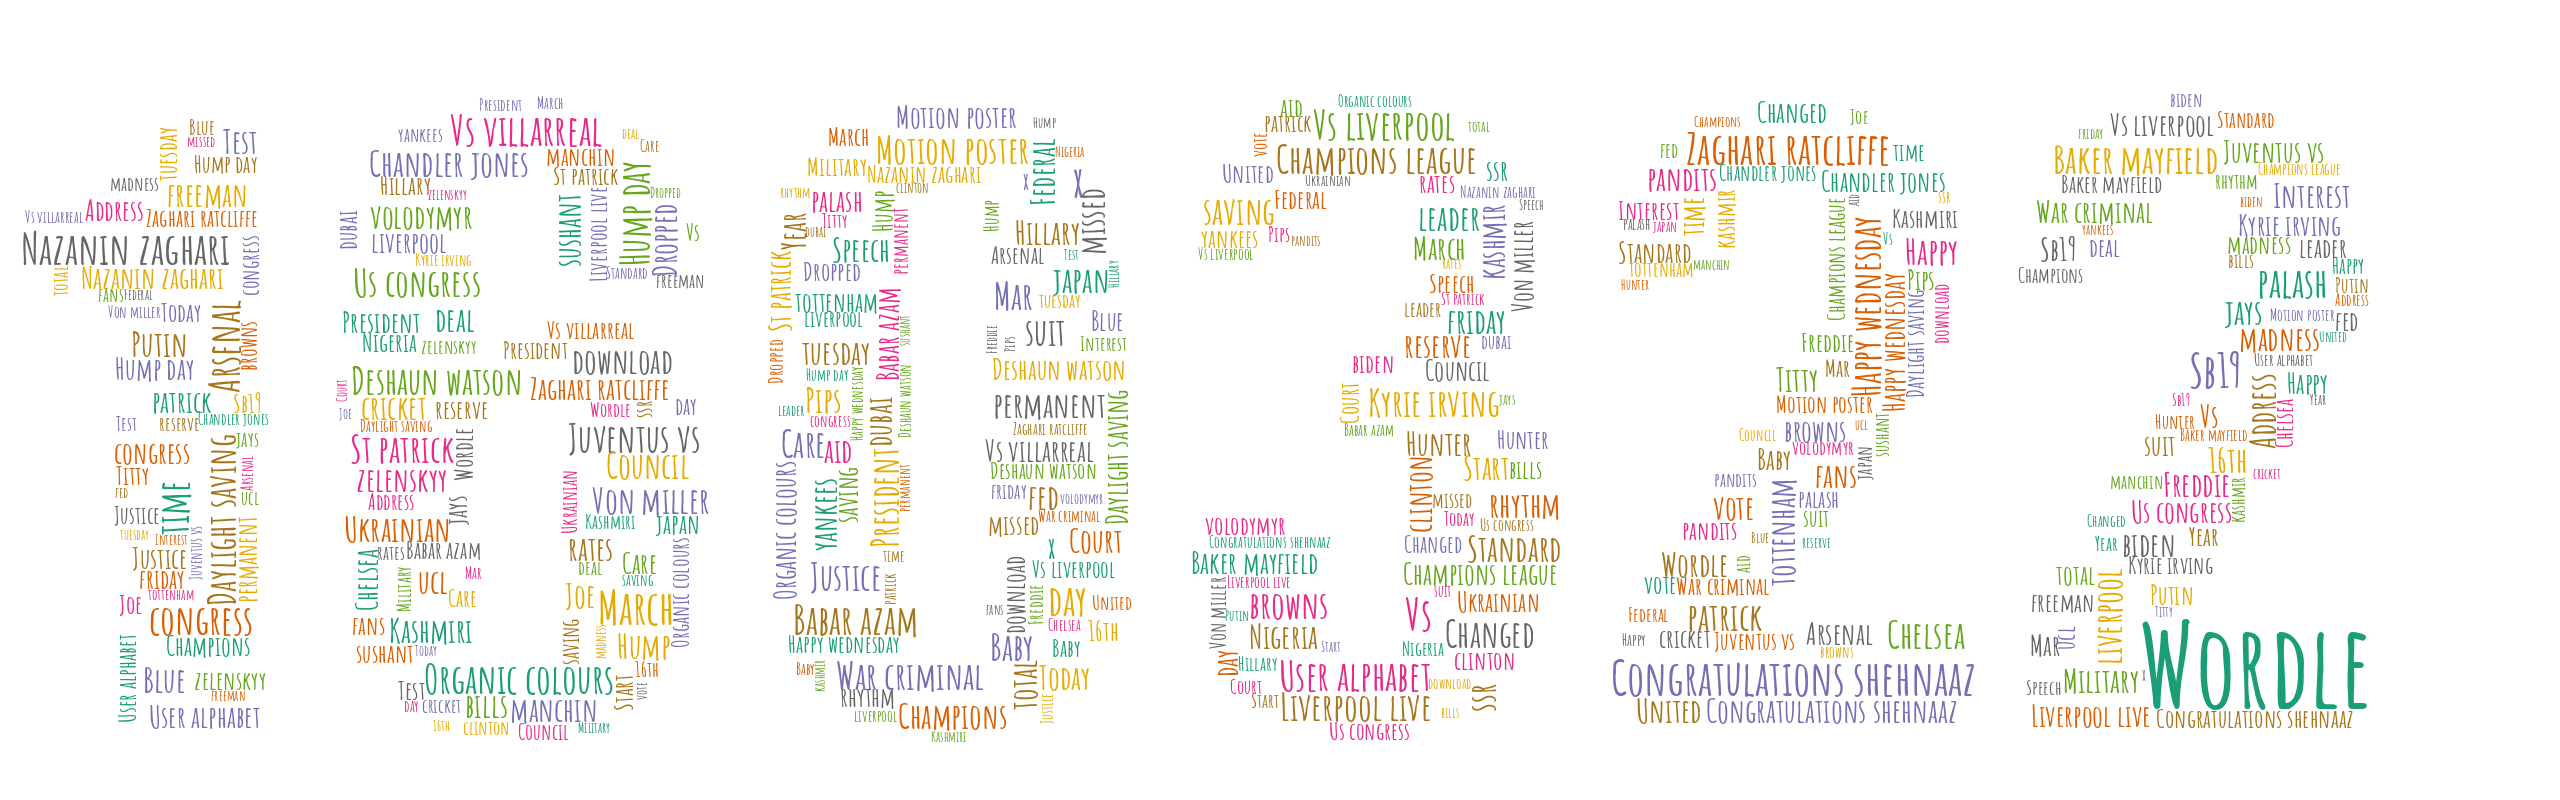 Blue
missed
Test
Tuesday
Hump day
madness
Freeman
Vs villarreal
Address
Zaghari ratcliffe
Nazanin zaghari
Congress
Total
Nazanin zaghari
fans
Federal
Von miller
Today
Arsenal
Browns
Putin
Hump day
Patrick
Sb19
Test
reserve
Chandler Jones
Jays
Daylight saving
congress
Titty
Arsenal
Fed
Time
ucl
Justice
Permanent
Tuesday
Interest
Juventus vs
Justice
friday
Tottenham
Joe
congress
Champions
User alphabet
Blue
zelenskyy
Freeman
User alphabet
President
March
yankees
Vs villarreal
deal
Care
Chandler Jones
manchin
St patrick
Hump day
Hillary
zelenskyy
Sushant
Liverpool live
Dropped
Dropped
Dubai
volodymyr
Vs
liverpool
Kyrie irving
Standard
Freeman
Us congress
President
deal
Vs villarreal
Nigeria
zelenskyy
President
download
Deshaun watson
Zaghari ratcliffe
Court
Joe
cricket
reserve
Wordle
SSR
day
Daylight saving
St patrick
Wordle
Juventus vs
Council
zelenskyy
Address
Ukrainian
Von miller
Jays
Kashmiri
Japan
Ukrainian
Chelsea
rates
Babar azam
Rates
Care
deal
saving
Organic colours
Military
ucl
Mar
Care
Joe
March
fans
Kashmiri
saving
madness
Hump
sushant
Today
16th
Organic colours
Start
vote
Test
day
cricket
bills
manchin
16th
clinton
Council
Military
Motion poster
Hump
March
Motion poster
Federal
Nigeria
Military
Nazanin zaghari
x
X
rhythm
clinton
Palash
Hump
Permanent
Hump
Missed
Year
Titty
Dubai
Hillary
Speech
Arsenal
Test
St patrick
Dropped
Japan
Hillary
Mar
Tuesday
Tottenham
Liverpool
Babar azam
Sushant
Blue
Freddie
Pips
suit
Interest
Dropped
Tuesday
Hump day
Deshaun watson
Happy wednesday
Deshaun watson
Pips
Dubai
permanent
Daylight saving
leader
congress
Zaghari ratcliffe
Care
aid
Vs villarreal
Deshaun watson
Organic colours
saving
President
Permanent
Yankees
friday
Fed
volodymyr
War criminal
missed
Court
time
x
Vs liverpool
Justice
Patrick
Download
Freddie
fans
Day
United
Chelsea
16th
Babar azam
Happy wednesday
Baby
Baby
Baby
Kashmir
War criminal
Total
Today
rhythm
liverpool
Champions
Justice
Kashmiri
AID
Organic colours
Patrick
Vs liverpool
total
vote
Champions league
SSR
United
Ukrainian
Rates
Nazanin zaghari
Federal
Speech
saving
leader
Kashmir
Von miller
yankees
Pips
pandits
March
Vs liverpool
rates
Speech
St patrick
leader
friday
reserve
dubai
biden
Council
Court
Kyrie irving
Jays
Babar azam
Hunter
Hunter
Start
bills
Clinton
missed
rhythm
volodymyr
Today
Us congress
Congratulations shehnaaz
Changed
Standard
Baker mayfield
Liverpool live
Champions league
Von miller
Putin
browns
suit
Vs
Ukrainian
Nigeria
Start
Changed
Day
Hillary
Nigeria
clinton
Court
User alphabet
download
Start
Liverpool live
bills
SSR
Us congress
Champions
Changed
Joe
Fed
Zaghari ratcliffe
time
pandits
Chandler Jones
Chandler Jones
Interest
Palash
Japan
Time
Kashmir
aid
SSR
Kashmiri
Champions league
Happy wednesday
Vs
Happy
Standard
Tottenham
manchin
Hunter
Pips
Happy wednesday
Daylight saving
Download
Freddie
Mar
Titty
Motion poster
Council
browns
ucl
volodymyr
Sushant
Baby
Japan
pandits
fans
vote
Tottenham
Palash
suit
pandits
Blue
reserve
Wordle
aid
vote
War criminal
Federal
Patrick
Happy
cricket
Juventus vs
Arsenal
browns
Chelsea
Congratulations shehnaaz
United
Congratulations shehnaaz
biden
friday
Vs liverpool
Standard
Baker mayfield
Juventus vs
Champions league
Baker mayfield
rhythm
Interest
War criminal
biden
Kyrie irving
yankees
Sb19
deal
madness
leader
Champions
bills
Happy
Palash
Putin
Address
Jays
Motion poster
Fed
madness
United
User alphabet
Sb19
Address
Happy
Sb19
Year
Hunter
Vs
Chelsea
Baker mayfield
suit
16th
cricket
manchin
Freddie
Kashmir
Changed
Us congress
Year
biden
Year
Kyrie irving
total
Liverpool
freeman
Putin
Titty
Mar
ucl
Wordle
Speech
Military
x
Liverpool live
Congratulations shehnaaz